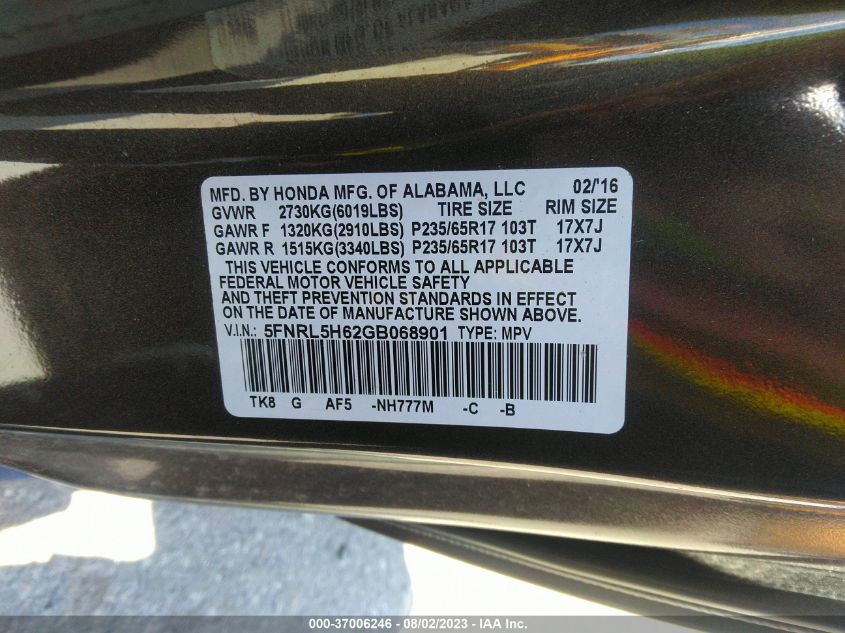 MFD. BY HONDA MFG. OF ALABAMA, LLC 02/'16
GVWR 2730KG(6019LBS) TIRE SIZE RIM SIZE
GAWR F 1320KG(2910LBS) P235/65R17 103T 17X7J
GAWR R 1515KG(3340LBS) P235/65R17 103T 17X7J
THIS VEHICLE CONFORMS TO ALL APPLICABLE
FEDERAL MOTOR VEHICLE SAFETY
AND THEFT PREVENTION STANDARDS IN EFFECT
ON THE DATE OF MANUFACTURE SHOWN ABOVE.
V.I.N.: 5FNRL5H62GB068901 TYPE: MPV
TK8 G AF5 -NH777M -C -B
000-37006246 - 08/02/2023 - IAA Inc.